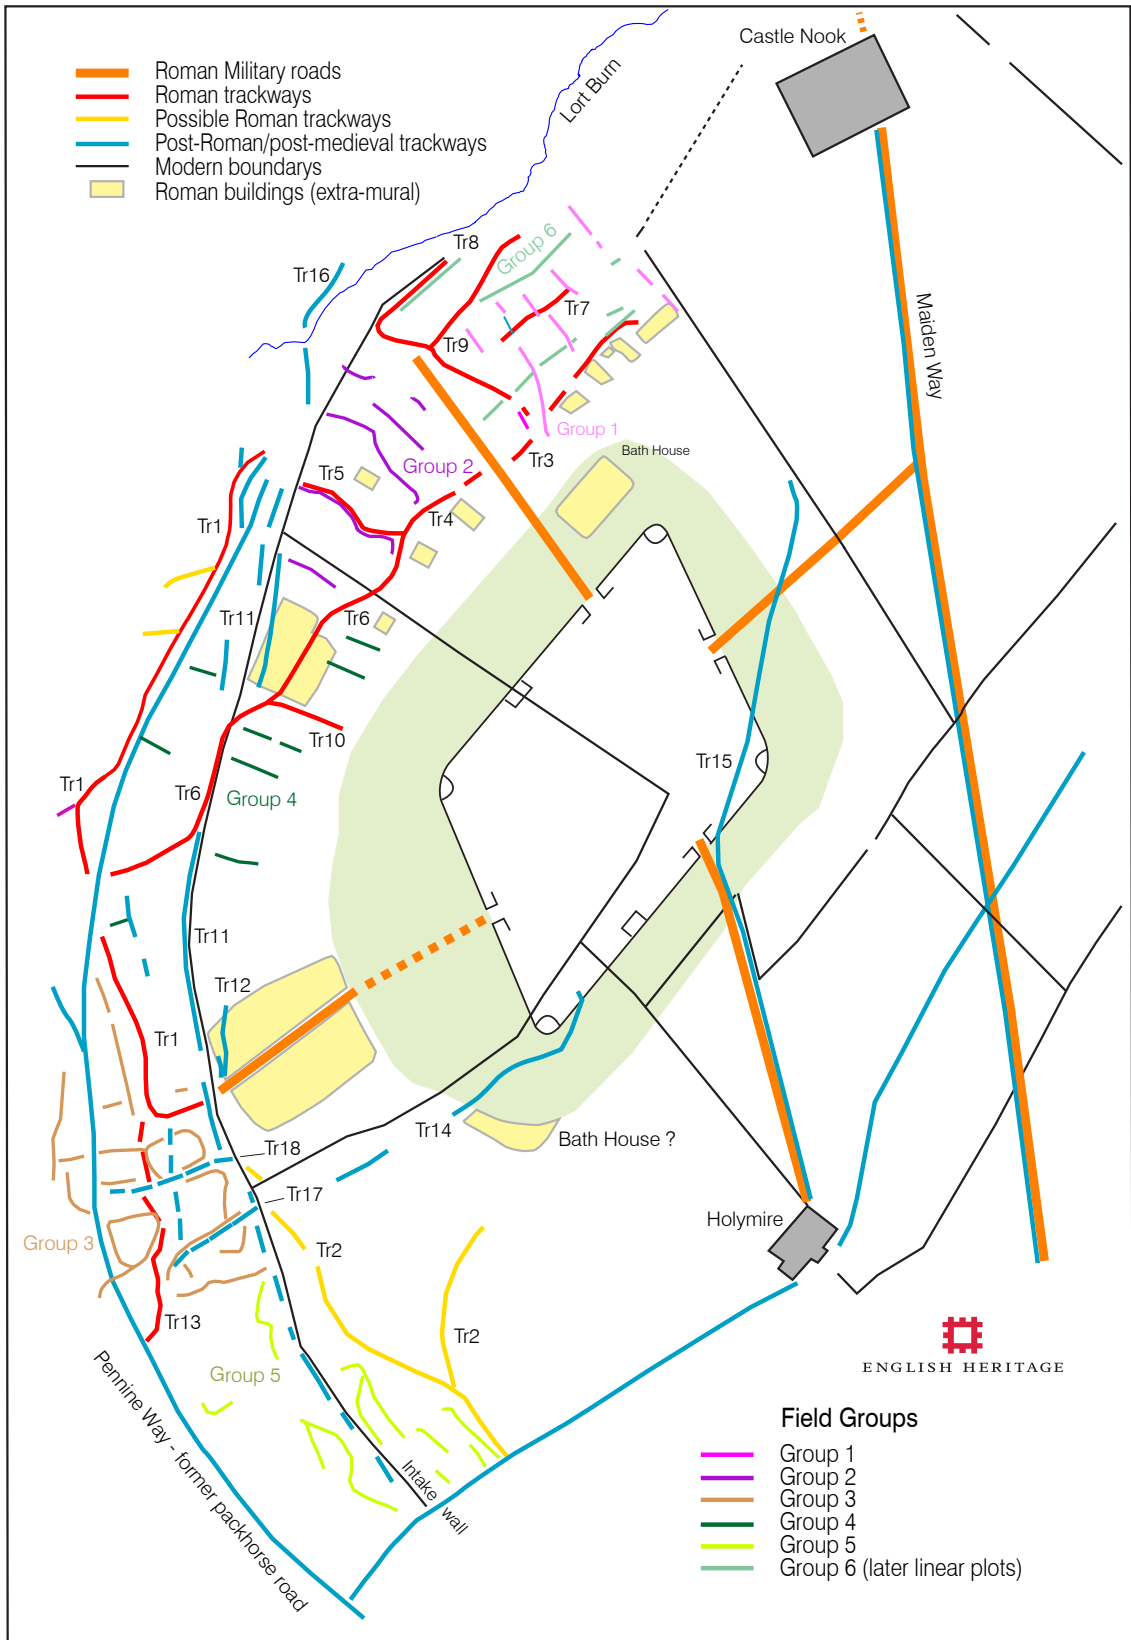 Castle Nook
Roman Military roads
Roman trackways
Possible Roman trackways
Post-Roman/post-medieval trackways
Modern boundarys
Roman buildings (extra-mural)
Lort Burn
Tr8
Group 6
Tr16
Tr7
Maiden Way
Tr9
Group 1
Bath House
Tr3
Group 2
Tr5
Tr4
Tr1
Tr11
Tr6
Tr10
Tr15
Tr1
Tr6
Group 4
Tr11
Tr12
Tr1
Tr14
Bath House ?
Tr18
Tr17
Holymire
Group 3
Tr2
Tr13
Tr2
ENGLISH HERITAGE
Group 5
Pennine Way - former packhorse road
Intake wall
Field Groups
Group 1
Group 2
Group 3
Group 4
Group 5
Group 6 (later linear plots)